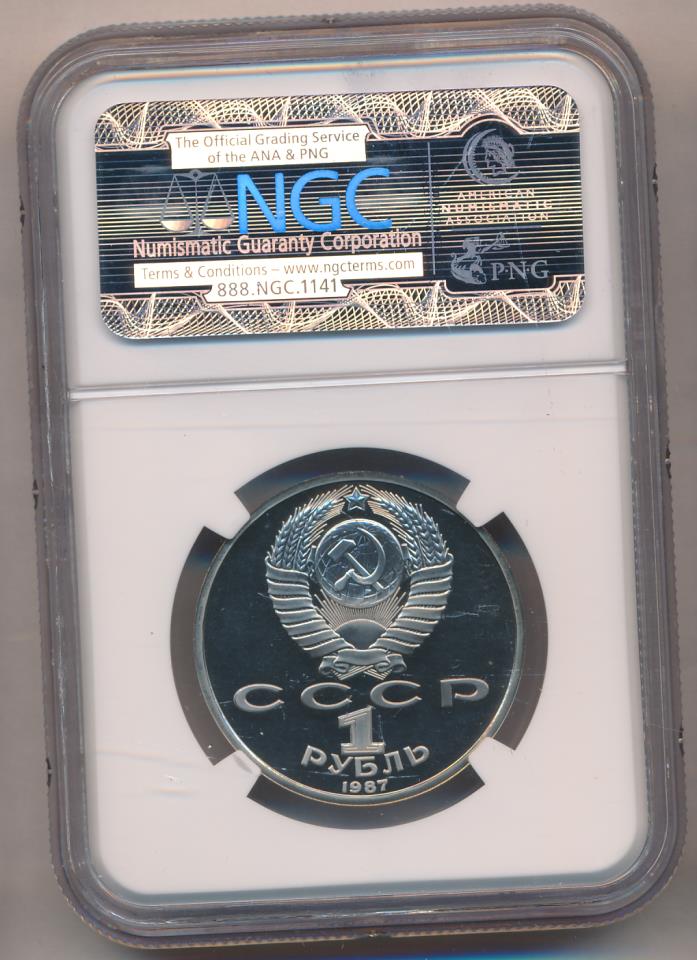 The Official Grading Service
of the ANA & PNG
NGC
Numismatic Guaranty Corporation
Terms & Conditions – www.ngcterms.com
888.NGC.1141
AMERICAN
NUMISMATIC
ASSOCIATION
P·N·G
СССР
1
РУБЛЬ
1987